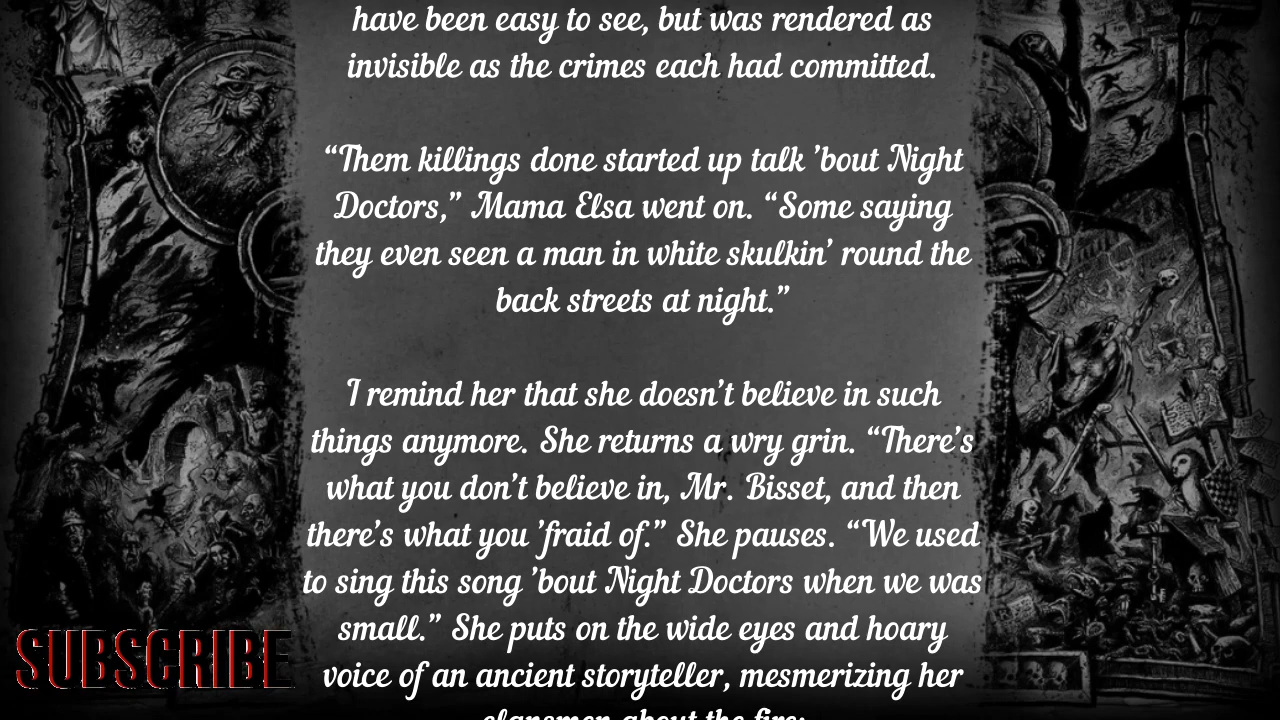 have been easy to see, but was rendered as
invisible as the crimes each had committed.
“Them killings done started up talk ’bout Night
Doctors,” Mama Elsa went on. “Some saying
they even seen a man in white skulkin’ round the
back streets at night.”
I remind her that she doesn’t believe in such
things anymore. She returns a wry grin. “There’s
what you don’t believe in, Mr. Bisset, and then
there’s what you ’fraid of.” She pauses. “We used
to sing this song ’bout Night Doctors when we was
small.” She puts on the wide eyes and hoary
voice of an ancient storyteller, mesmerizing her
clansmen about the fire:
SUBSCRIBE